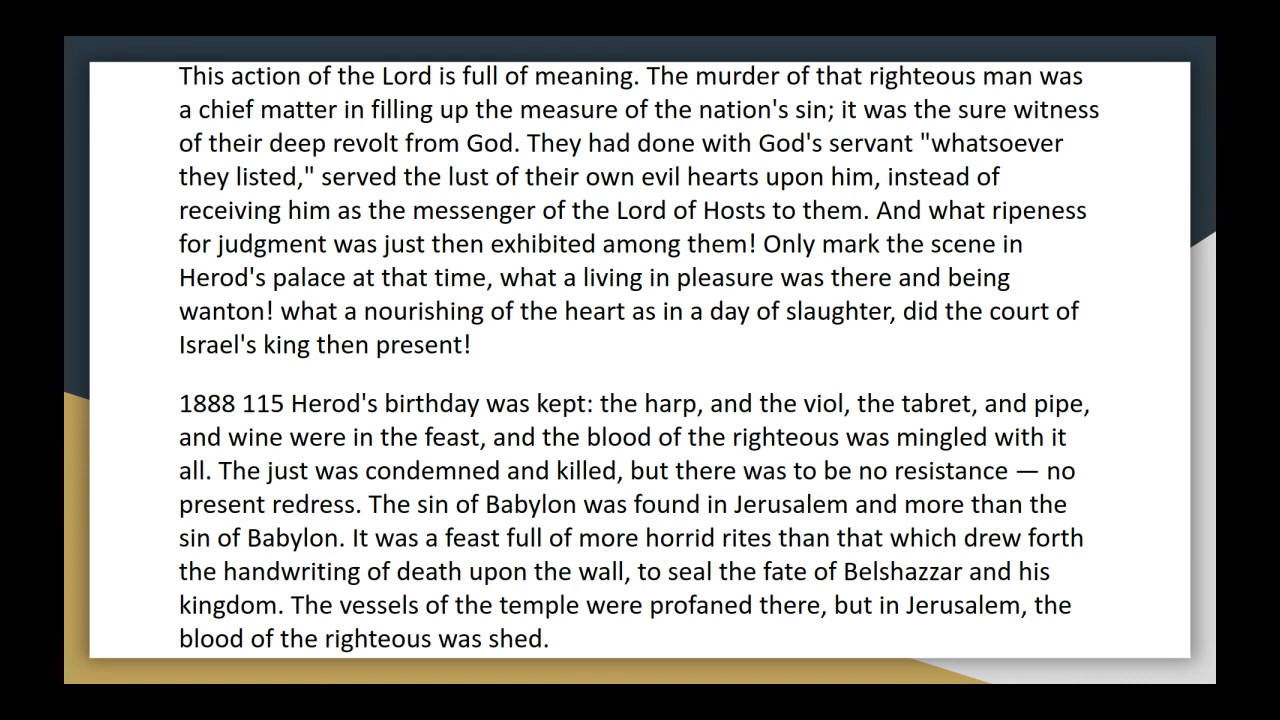 This action of the Lord is full of meaning. The murder of that righteous man was
a chief matter in filling up the measure of the nation's sin; it was the sure witness
of their deep revolt from God. They had done with God's servant "whatsoever
they listed," served the lust of their own evil hearts upon him, instead of
receiving him as the messenger of the Lord of Hosts to them. And what ripeness
for judgment was just then exhibited among them! Only mark the scene in
Herod's palace at that time, what a living in pleasure was there and being
wanton! what a nourishing of the heart as in a day of slaughter, did the court of
Israel's king then present!
1888 115 Herod's birthday was kept: the harp, and the viol, the tabret, and pipe,
and wine were in the feast, and the blood of the righteous was mingled with it
all. The just was condemned and killed, but there was to be no resistance — no
present redress. The sin of Babylon was found in Jerusalem and more than the
sin of Babylon. It was a feast full of more horrid rites than that which drew forth
the handwriting of death upon the wall, to seal the fate of Belshazzar and his
kingdom. The vessels of the temple were profaned there, but in Jerusalem, the
blood of the righteous was shed.